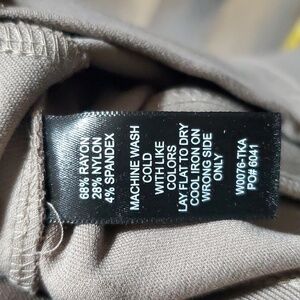 68% RAYON
28% NYLON
4% SPANDEX
MACHINE WASH
COLD
WITH LIKE
COLORS
LAY FLAT TO DRY
COOL IRON ON
WRONG SIDE
ONLY
W0076-TKA
PO# 6041